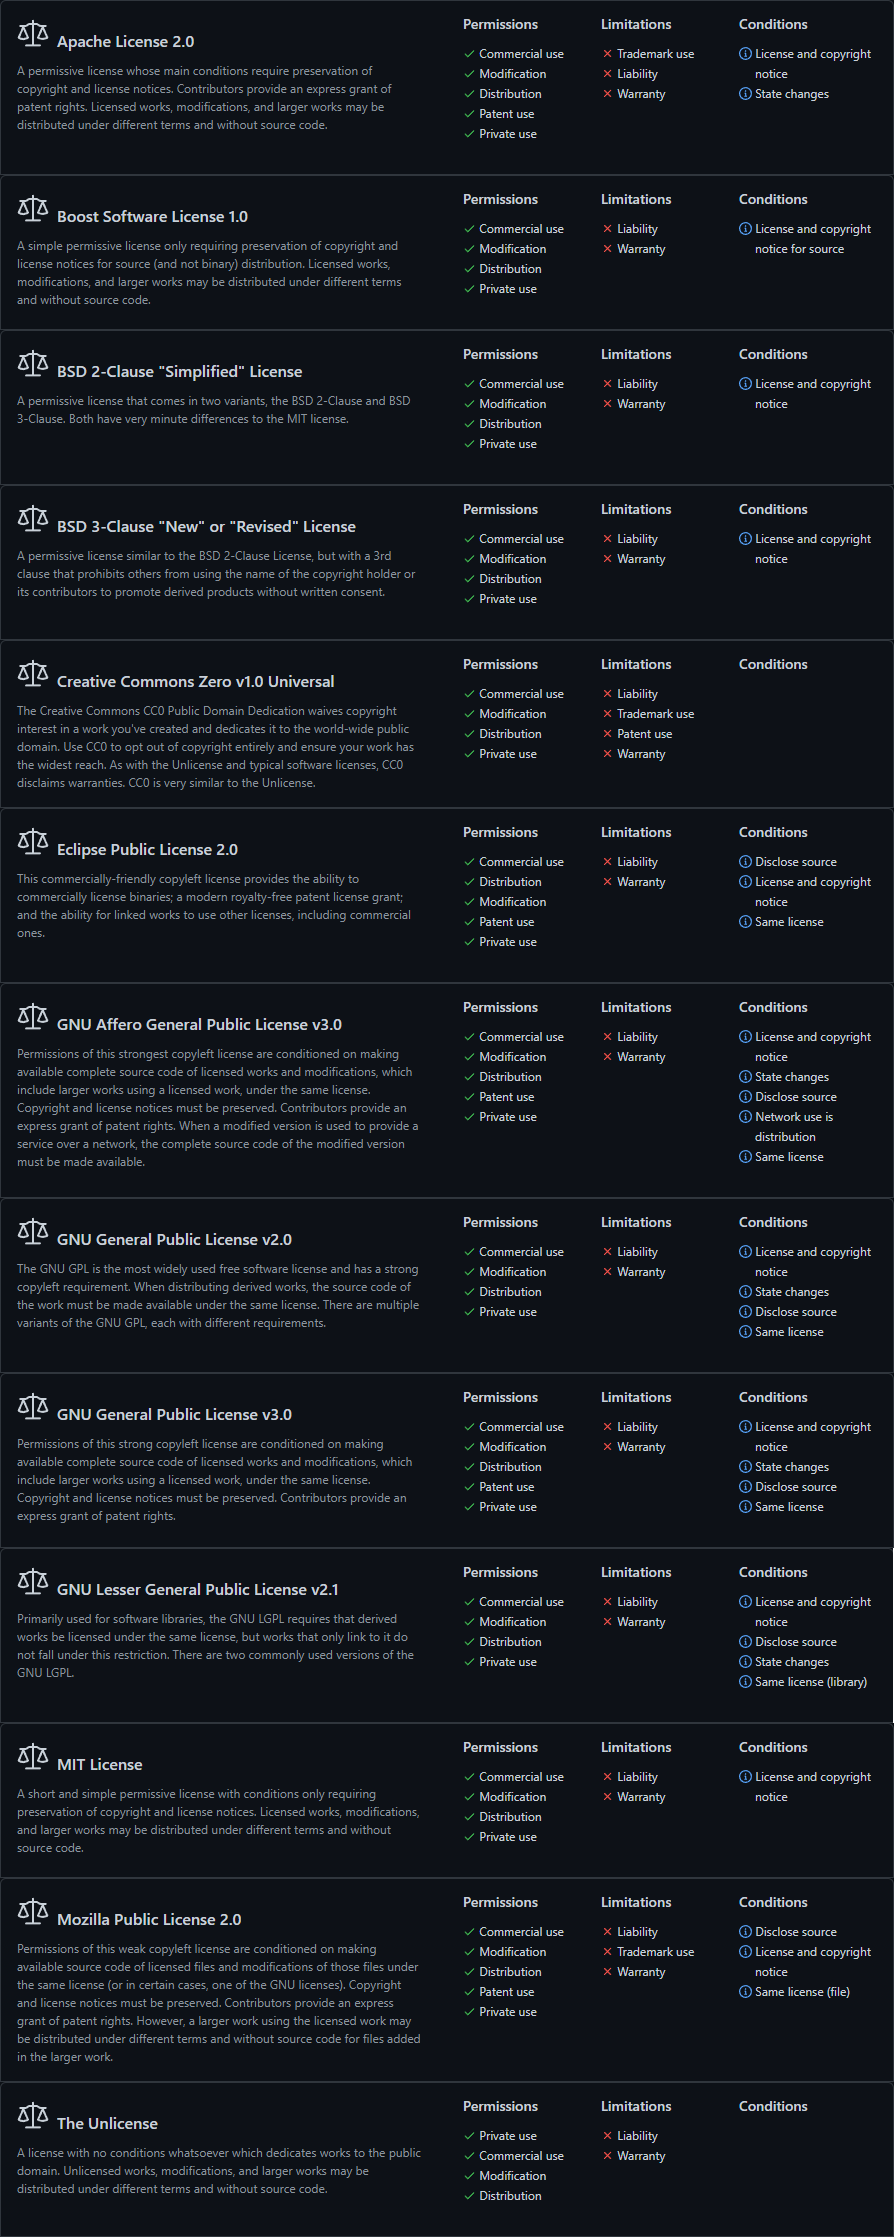 Apache License 2.0
A permissive license whose main conditions require preservation of
copyright and license notices. Contributors provide an express grant of
patent rights. Licensed works, modifications, and larger works may be
distributed under different terms and without source code.
Permissions
Commercial use
Modification
Distribution
Patent use
Private use
Limitations
Trademark use
Liability
Warranty
Conditions
License and copyright
notice
State changes
Boost Software License 1.0
A simple permissive license only requiring preservation of copyright and
license notices for source (and not binary) distribution. Licensed works,
modifications, and larger works may be distributed under different terms
and without source code.
Permissions
Commercial use
Modification
Distribution
Private use
Limitations
Liability
Warranty
Conditions
License and copyright
notice for source
BSD 2-Clause "Simplified" License
A permissive license that comes in two variants, the BSD 2-Clause and BSD
3-Clause. Both have very minute differences to the MIT license.
Permissions
Commercial use
Modification
Distribution
Private use
Limitations
Liability
Warranty
Conditions
License and copyright
notice
BSD 3-Clause "New" or "Revised" License
A permissive license similar to the BSD 2-Clause License, but with a 3rd
clause that prohibits others from using the name of the copyright holder or
its contributors to promote derived products without written consent.
Permissions
Commercial use
Modification
Distribution
Private use
Limitations
Liability
Warranty
Conditions
License and copyright
notice
Creative Commons Zero v1.0 Universal
The Creative Commons CC0 Public Domain Dedication waives copyright
interest in a work you've created and dedicates it to the world-wide public
domain. Use CC0 to opt out of copyright entirely and ensure your work has
the widest reach. As with the Unlicense and typical software licenses, CC0
disclaims warranties. CC0 is very similar to the Unlicense.
Permissions
Commercial use
Modification
Distribution
Private use
Limitations
Liability
Trademark use
Patent use
Warranty
Conditions
Eclipse Public License 2.0
This commercially-friendly copyleft license provides the ability to
commercially license binaries; a modern royalty-free patent license grant;
and the ability for linked works to use other licenses, including commercial
ones.
Permissions
Commercial use
Distribution
Modification
Patent use
Private use
Limitations
Liability
Warranty
Conditions
Disclose source
License and copyright
notice
Same license
GNU Affero General Public License v3.0
Permissions of this strongest copyleft license are conditioned on making
available complete source code of licensed works and modifications, which
include larger works using a licensed work, under the same license.
Copyright and license notices must be preserved. Contributors provide an
express grant of patent rights. When a modified version is used to provide a
service over a network, the complete source code of the modified version
must be made available.
Permissions
Commercial use
Modification
Distribution
Patent use
Private use
Limitations
Liability
Warranty
Conditions
License and copyright
notice
State changes
Disclose source
Network use is
distribution
Same license
GNU General Public License v2.0
The GNU GPL is the most widely used free software license and has a strong
copyleft requirement. When distributing derived works, the source code of
the work must be made available under the same license. There are multiple
variants of the GNU GPL, each with different requirements.
Permissions
Commercial use
Modification
Distribution
Private use
Limitations
Liability
Warranty
Conditions
License and copyright
notice
State changes
Disclose source
Same license
GNU General Public License v3.0
Permissions of this strong copyleft license are conditioned on making
available complete source code of licensed works and modifications, which
include larger works using a licensed work, under the same license.
Copyright and license notices must be preserved. Contributors provide an
express grant of patent rights.
Permissions
Commercial use
Modification
Distribution
Patent use
Private use
Limitations
Liability
Warranty
Conditions
License and copyright
notice
State changes
Disclose source
Same license
GNU Lesser General Public License v2.1
Primarily used for software libraries, the GNU LGPL requires that derived
works be licensed under the same license, but works that only link to it do
not fall under this restriction. There are two commonly used versions of the
GNU LGPL.
Permissions
Commercial use
Modification
Distribution
Private use
Limitations
Liability
Warranty
Conditions
License and copyright
notice
Disclose source
State changes
Same license (library)
MIT License
A short and simple permissive license with conditions only requiring
preservation of copyright and license notices. Licensed works, modifications,
and larger works may be distributed under different terms and without
source code.
Permissions
Commercial use
Modification
Distribution
Private use
Limitations
Liability
Warranty
Conditions
License and copyright
notice
Mozilla Public License 2.0
Permissions of this weak copyleft license are conditioned on making
available source code of licensed files and modifications of those files under
the same license (or in certain cases, one of the GNU licenses). Copyright
and license notices must be preserved. Contributors provide an express
grant of patent rights. However, a larger work using the licensed work may
be distributed under different terms and without source code for files added
in the larger work.
Permissions
Commercial use
Modification
Distribution
Patent use
Private use
Limitations
Liability
Trademark use
Warranty
Conditions
Disclose source
License and copyright
notice
Same license (file)
The Unlicense
A license with no conditions whatsoever which dedicates works to the public
domain. Unlicensed works, modifications, and larger works may be
distributed under different terms and without source code.
Permissions
Private use
Commercial use
Modification
Distribution
Limitations
Liability
Warranty
Conditions